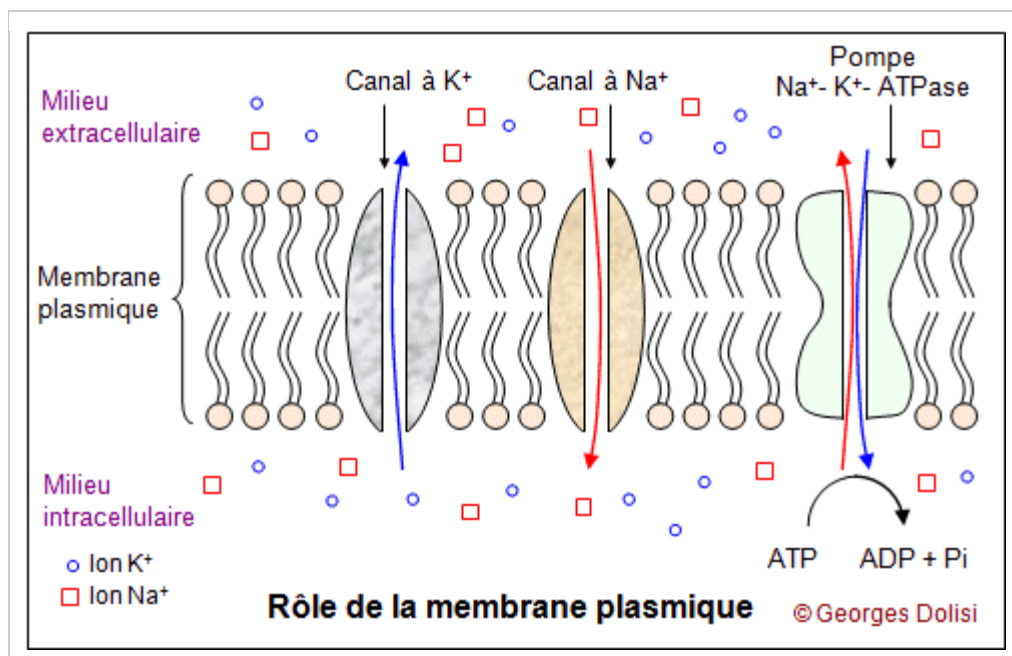 Pompe
Canal à K⁺
Canal à Na⁺
Na⁺- K⁺- ATPase
Milieu
extracellulaire
Membrane
plasmique
Milieu
intracellulaire
Ion K⁺
Ion Na⁺
ATP
ADP + Pi
Rôle de la membrane plasmique
© Georges Dolisi